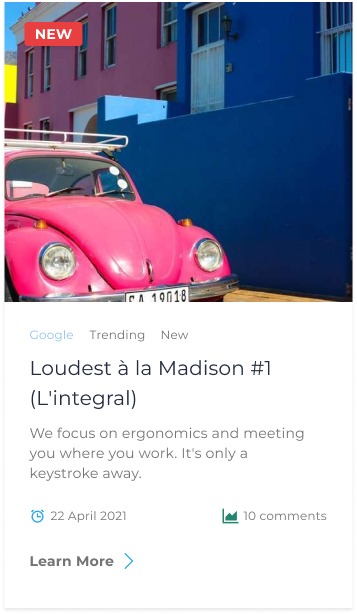 NEW
CA 19018
Google Trending New
Loudest à la Madison #1
(L'integral)
We focus on ergonomics and meeting
you where you work. It's only a
keystroke away.
22 April 2021
10 comments
Learn More